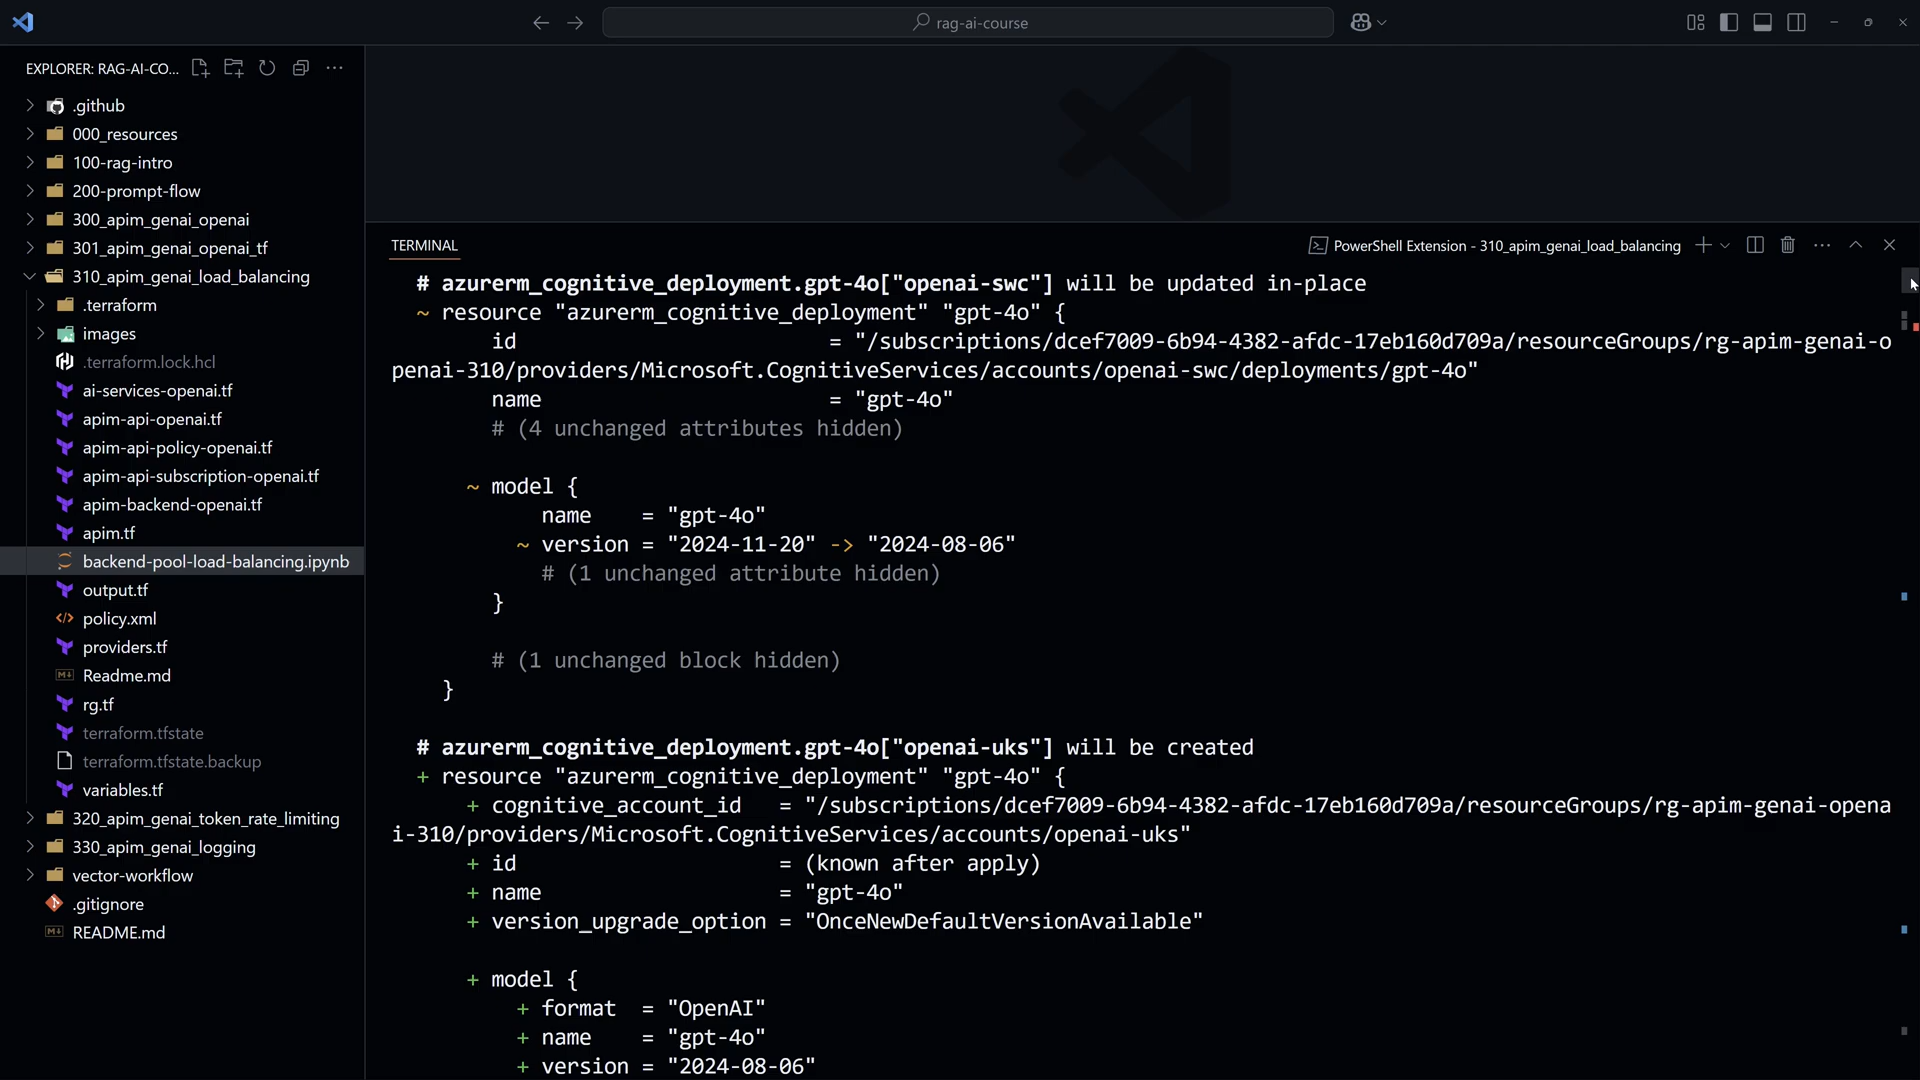 rag-ai-course
EXPLORER: RAG-AI-CO...
.github
000_resources
100-rag-intro
200-prompt-flow
300_apim_genai_openai
301_apim_genai_openai_tf
310_apim_genai_load_balancing
.terraform
images
.terraform.lock.hcl
ai-services-openai.tf
apim-api-openai.tf
apim-api-policy-openai.tf
apim-api-subscription-openai.tf
apim-backend-openai.tf
apim.tf
backend-pool-load-balancing.ipynb
output.tf
policy.xml
providers.tf
Readme.md
rg.tf
terraform.tfstate
terraform.tfstate.backup
variables.tf
320_apim_genai_token_rate_limiting
330_apim_genai_logging
vector-workflow
.gitignore
README.md
TERMINAL
PowerShell Extension - 310_apim_genai_load_balancing
# azurerm_cognitive_deployment.gpt-4o["openai-swc"] will be updated in-place
~ resource "azurerm_cognitive_deployment" "gpt-4o" {
id = "/subscriptions/dcef7009-6b94-4382-afdc-17eb160d709a/resourceGroups/rg-apim-genai-o
penai-310/providers/Microsoft.CognitiveServices/accounts/openai-swc/deployments/gpt-4o"
name = "gpt-4o"
# (4 unchanged attributes hidden)
~ model {
name = "gpt-4o"
~ version = "2024-11-20" -> "2024-08-06"
# (1 unchanged attribute hidden)
}
# (1 unchanged block hidden)
}
# azurerm_cognitive_deployment.gpt-4o["openai-uks"] will be created
+ resource "azurerm_cognitive_deployment" "gpt-4o" {
+ cognitive_account_id = "/subscriptions/dcef7009-6b94-4382-afdc-17eb160d709a/resourceGroups/rg-apim-genai-opena
i-310/providers/Microsoft.CognitiveServices/accounts/openai-uks"
+ id = (known after apply)
+ name = "gpt-4o"
+ version_upgrade_option = "OnceNewDefaultVersionAvailable"
+ model {
+ format = "OpenAI"
+ name = "gpt-4o"
+ version = "2024-08-06"